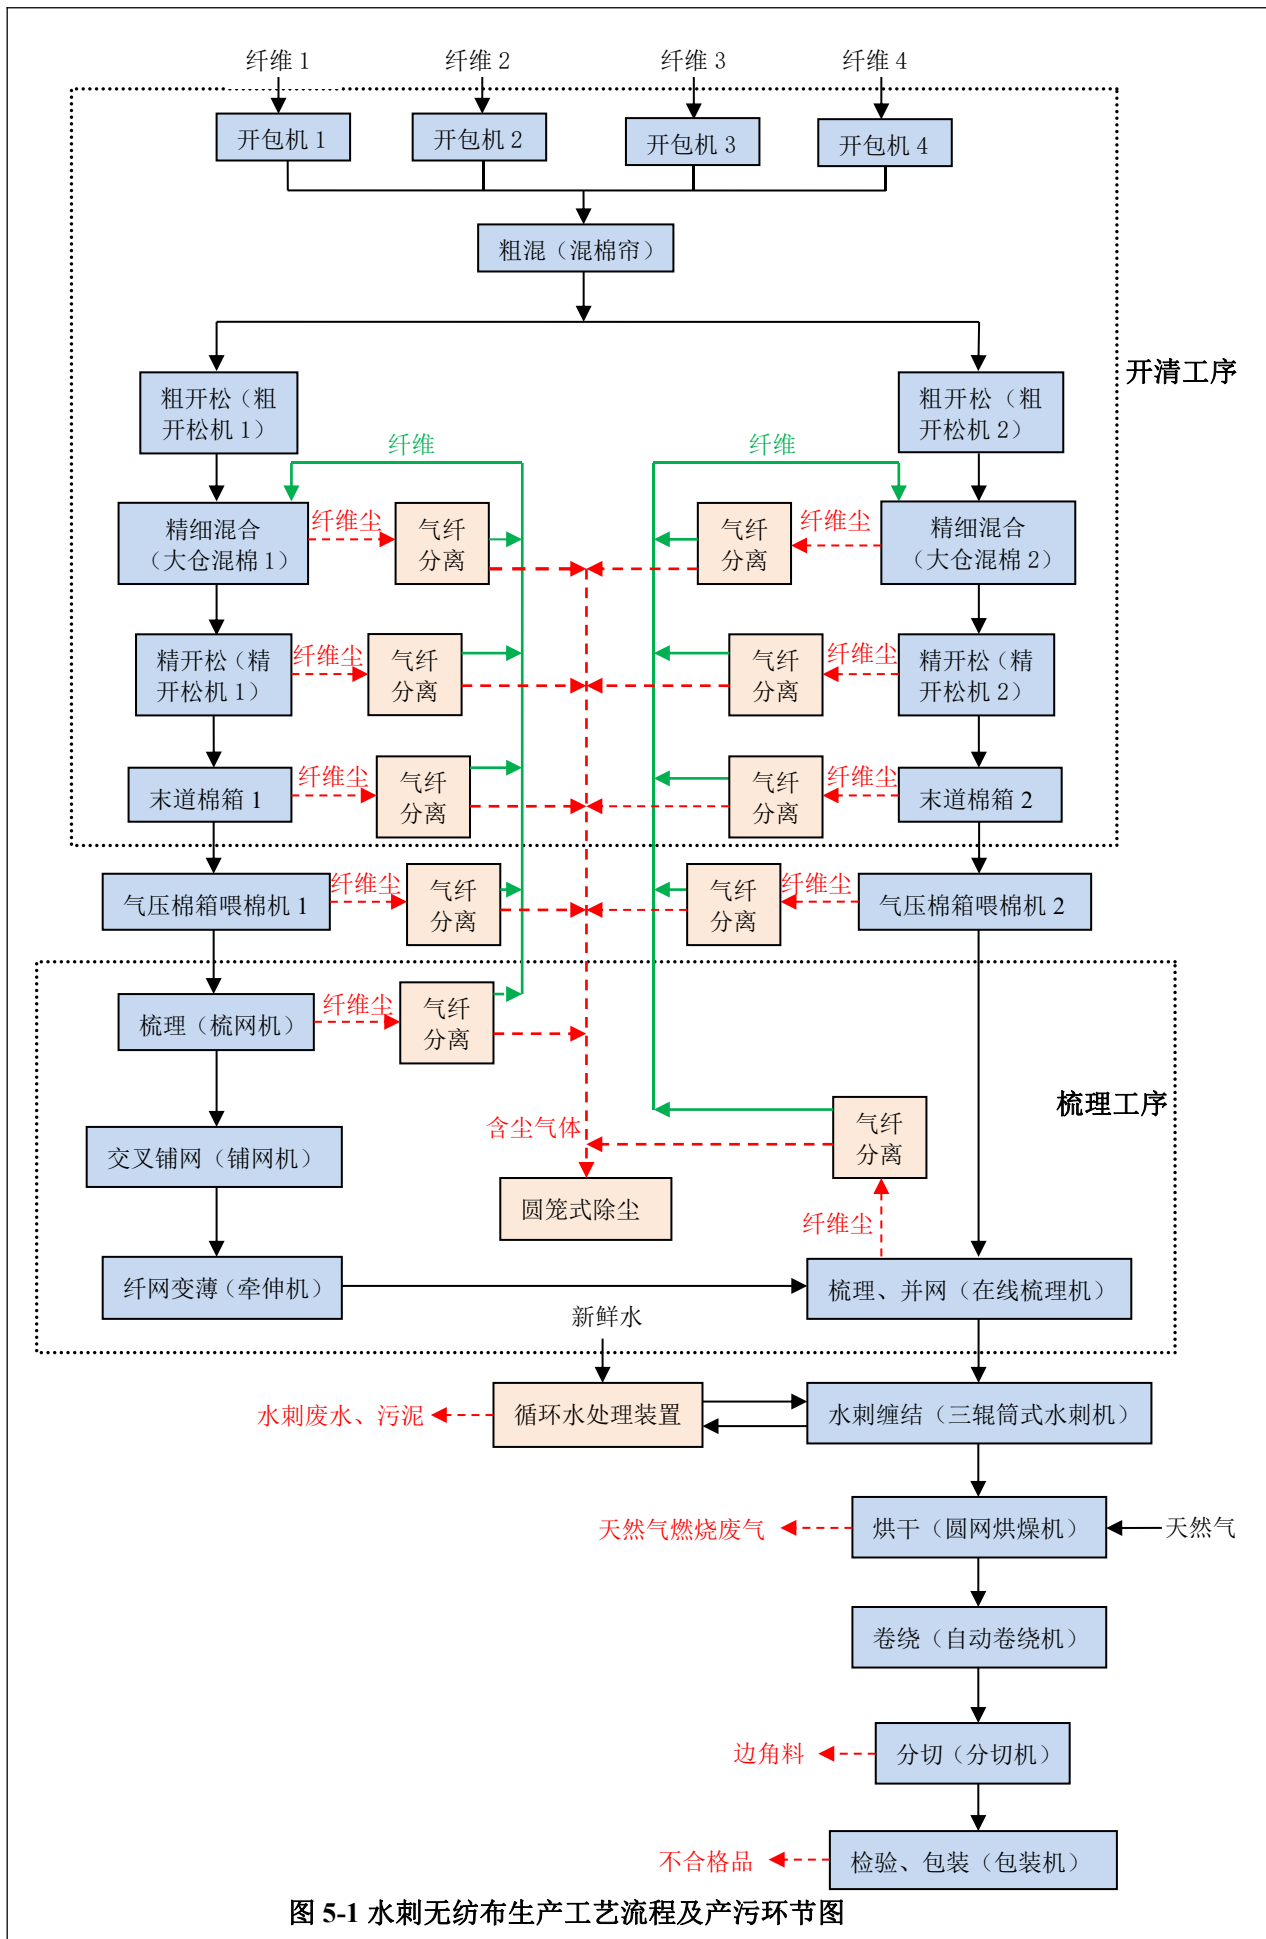 纤维 1
纤维 2
纤维 3
纤维 4
开包机 1
开包机 2
开包机 3
开包机 4
粗混（混棉帘）
开清工序
粗开松（粗
开松机 1）
粗开松（粗
开松机 2）
纤维
纤维
精细混合
（大仓混棉 1）
纤维尘
气纤
分离
气纤
分离
纤维尘
精细混合
（大仓混棉 2）
精开松（精
开松机 1）
纤维尘
气纤
分离
气纤
分离
纤维尘
精开松（精
开松机 2）
末道棉箱 1
纤维尘
气纤
分离
气纤
分离
纤维尘
末道棉箱 2
气压棉箱喂棉机 1
纤维尘
气纤
分离
气纤
分离
纤维尘
气压棉箱喂棉机 2
梳理（梳网机）
纤维尘
气纤
分离
梳理工序
含尘气体
气纤
分离
交叉铺网（铺网机）
圆笼式除尘
纤维尘
纤网变薄（牵伸机）
梳理、并网（在线梳理机）
新鲜水
水刺废水、污泥
循环水处理装置
水刺缠结（三辊筒式水刺机）
天然气燃烧废气
烘干（圆网烘燥机）
天然气
卷绕（自动卷绕机）
边角料
分切（分切机）
不合格品
检验、包装（包装机）
图 5-1 水刺无纺布生产工艺流程及产污环节图